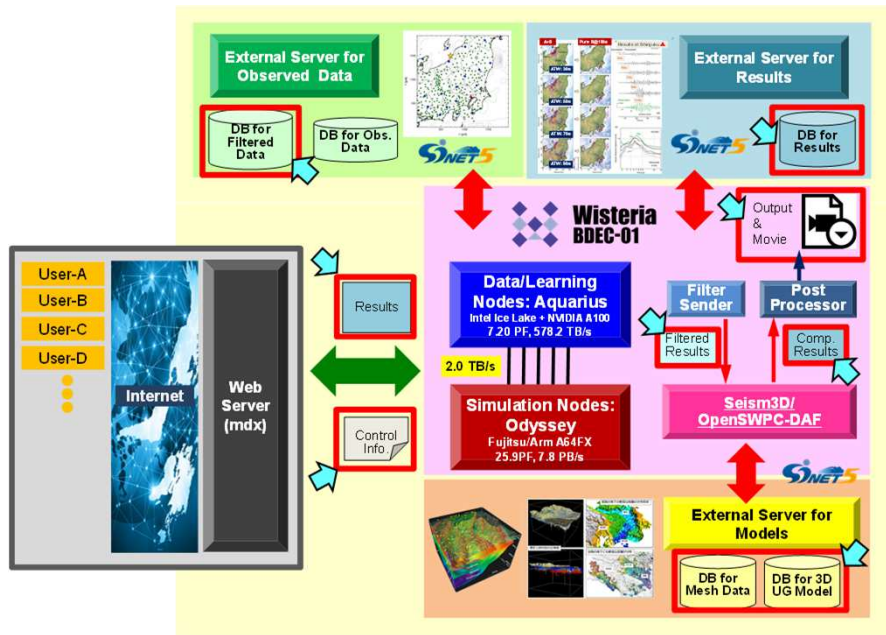 External Server for
Observed Data
DB for
Filtered
Data
DB for Obs.
Data
SINET5
External Server for
Results
DB for
Results
SINET5
Wisteria
BDEC-01
Output
&
Movie
User-A
User-B
User-C
User-D
Internet
Web
Server
(mdx)
Results
Control
Info.
Data/Learning
Nodes: Aquarius
Intel Ice Lake + NVIDIA A100
7.20 PF, 578.2 TB/s
2.0 TB/s
Simulation Nodes:
Odyssey
Fujitsu/Arm A64FX
25.9PF, 7.8 PB/s
Filter
Sender
Post
Processor
Filtered
Results
Comp.
Results
Seism3D/
OpenSWPC-DAF
SINET5
External Server for
Models
DB for
Mesh Data
DB for 3D
UG Model